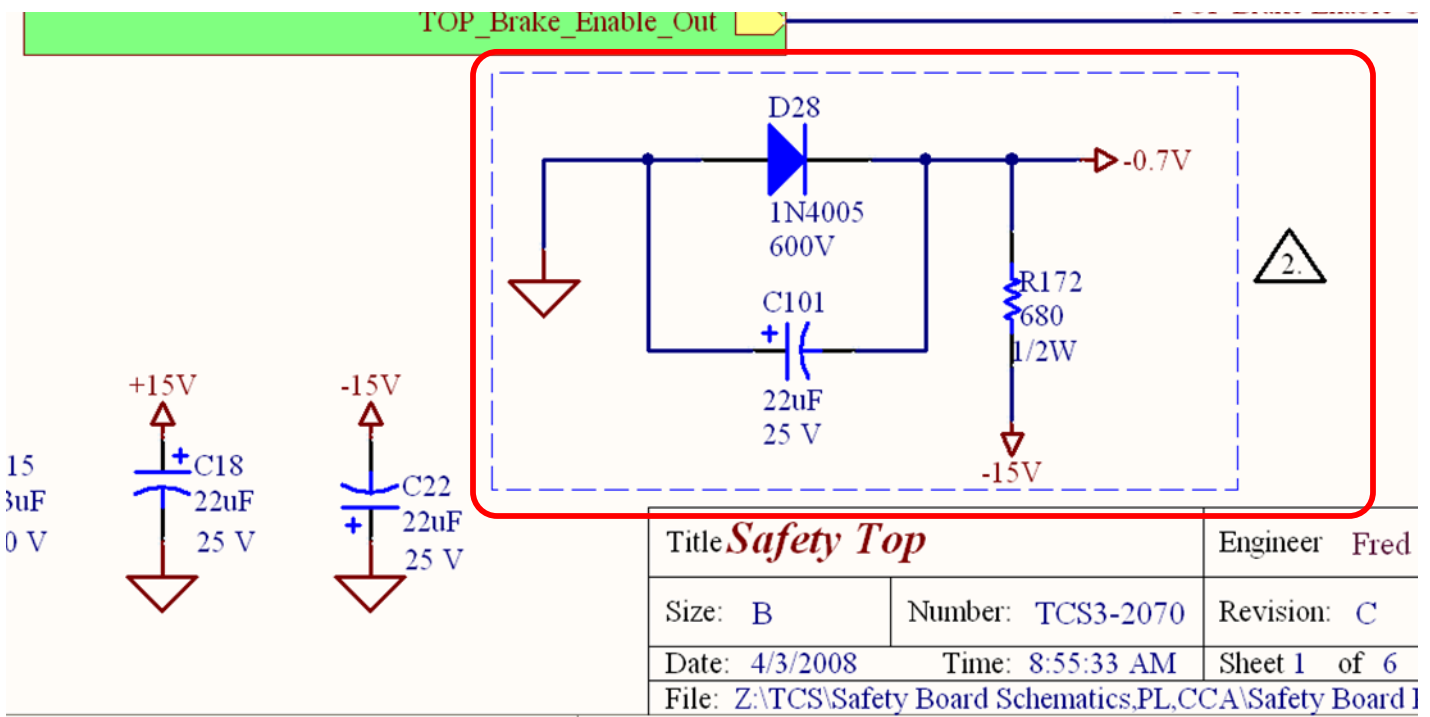 TOP_Brake_Enable_Out
D28
1N4005
600V
-0.7V
2.
R172
680
1/2W
C101
+
22uF
25 V
-15V
+15V
-15V
15
+
C18
22uF
25 V
C22
+
22uF
25 V
uF
0 V
Title Safety Top
Engineer Fred
Size: B
Number: TCS3-2070
Revision: C
Date: 4/3/2008
Time: 8:55:33 AM
Sheet 1 of 6
File: Z:\TCS\Safety Board Schematics,PL,CCA\Safety Board